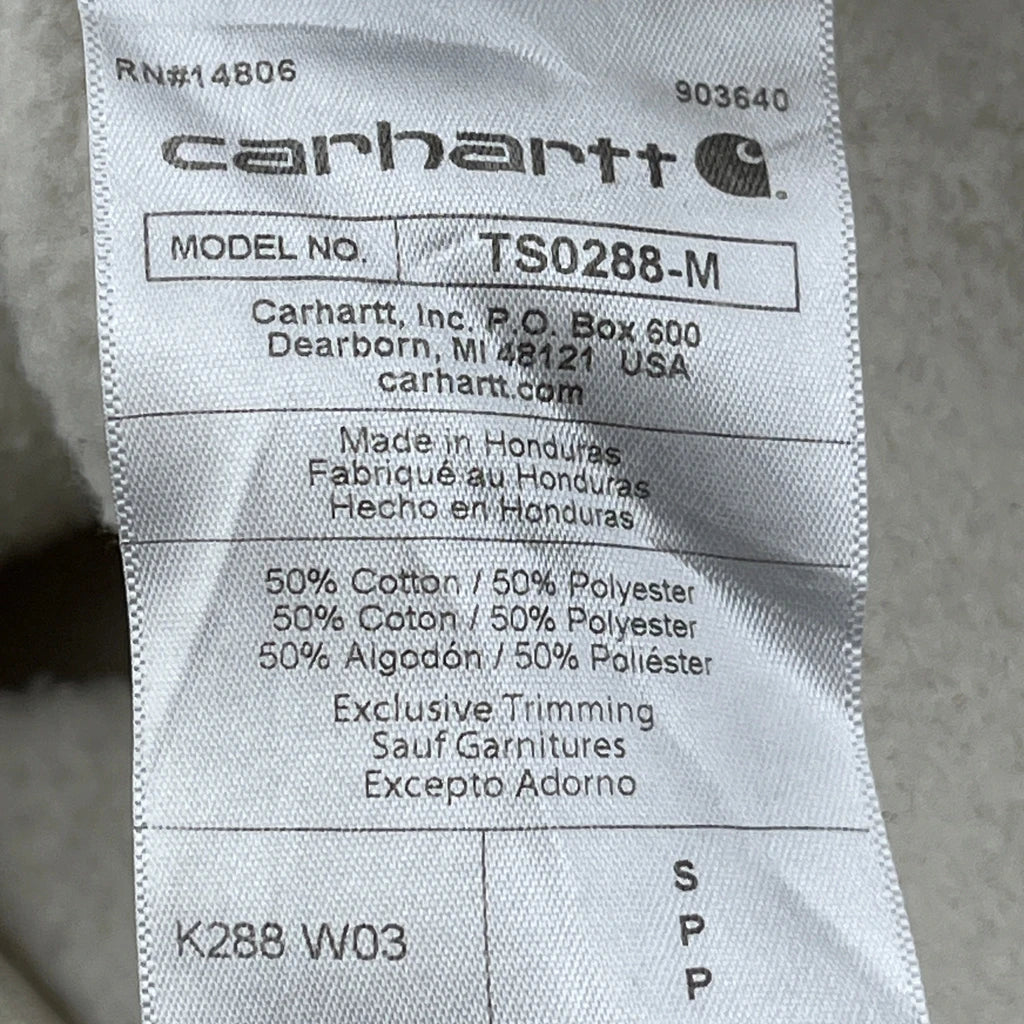 RN#14806
903640
carhartt
MODEL NO. TS0288-M
Carhartt, Inc. P.O. Box 600
Dearborn, MI 48121 USA
carhartt.com
Made in Honduras
Fabriqué au Honduras
Hecho en Honduras
50% Cotton / 50% Polyester
50% Coton / 50% Polyester
50% Algodón / 50% Poliéster
Exclusive Trimming
Sauf Garnitures
Excepto Adorno
K288 W03
S
P
P